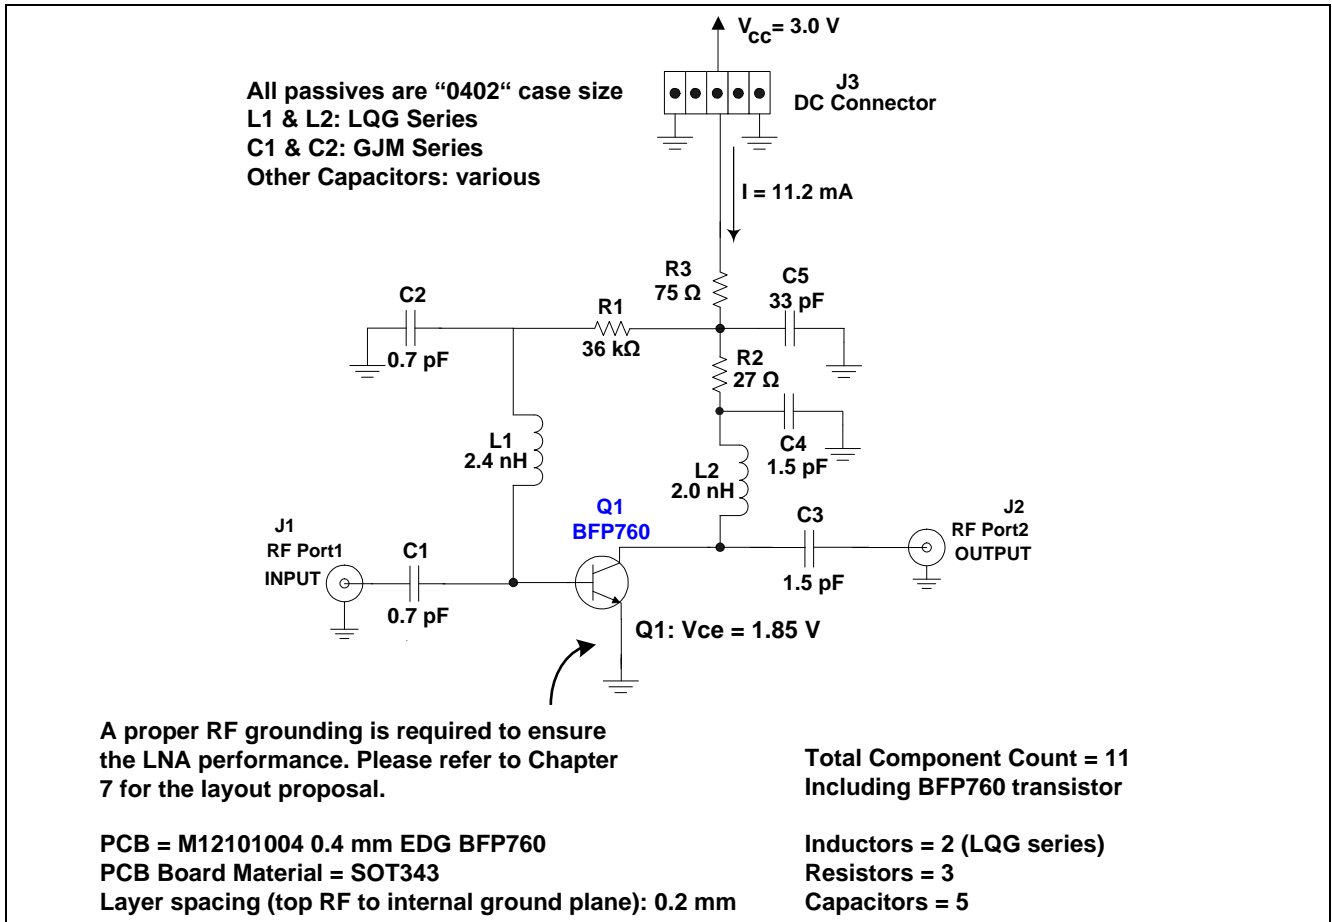 Vcc= 3.0 V
J3
DC Connector
All passives are “0402“ case size
L1 & L2: LQG Series
C1 & C2: GJM Series
Other Capacitors: various
I = 11.2 mA
R3
75 Ω
C5
33 pF
C2
0.7 pF
R1
36 kΩ
R2
27 Ω
C4
1.5 pF
L1
2.4 nH
L2
2.0 nH
Q1
BFP760
C3
1.5 pF
J2
RF Port2
OUTPUT
J1
RF Port1
INPUT
C1
0.7 pF
Q1: Vce = 1.85 V
A proper RF grounding is required to ensure
the LNA performance. Please refer to Chapter
7 for the layout proposal.
Total Component Count = 11
Including BFP760 transistor
PCB = M12101004 0.4 mm EDG BFP760
PCB Board Material = SOT343
Layer spacing (top RF to internal ground plane): 0.2 mm
Inductors = 2 (LQG series)
Resistors = 3
Capacitors = 5